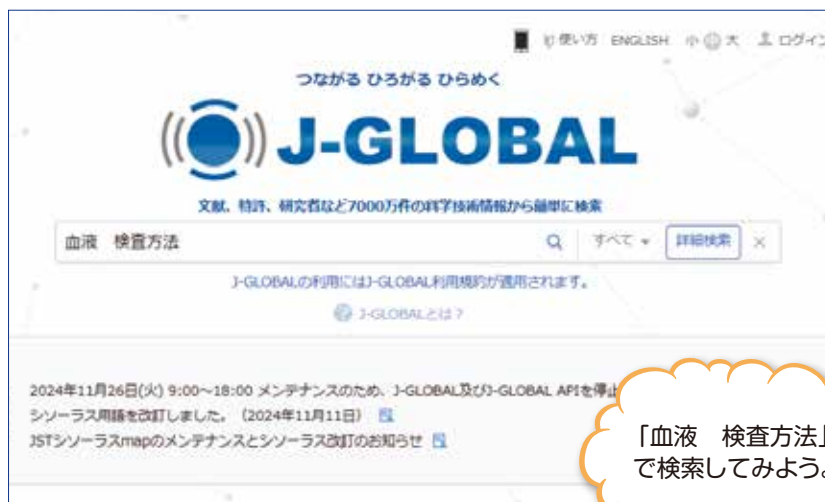 使い方 ENGLISH 小 中 大 ログイン
つながる ひろがる ひらめく
J-GLOBAL
文献、特許、研究者など7000万件の科学技術情報から簡単に検索
血液　検査方法
すべて 詳細検索 ×
J-GLOBALの利用にはJ-GLOBAL利用規約が適用されます。
J-GLOBALとは？
2024年11月26日(火) 9:00～18:00 メンテナンスのため、J-GLOBAL及びJ-GLOBAL APIを停止
シソーラス用語を改訂しました。（2024年11月11日）
JSTシソーラスmapのメンテナンスとシソーラス改訂のお知らせ
「血液　検査方法」
で検索してみよう。